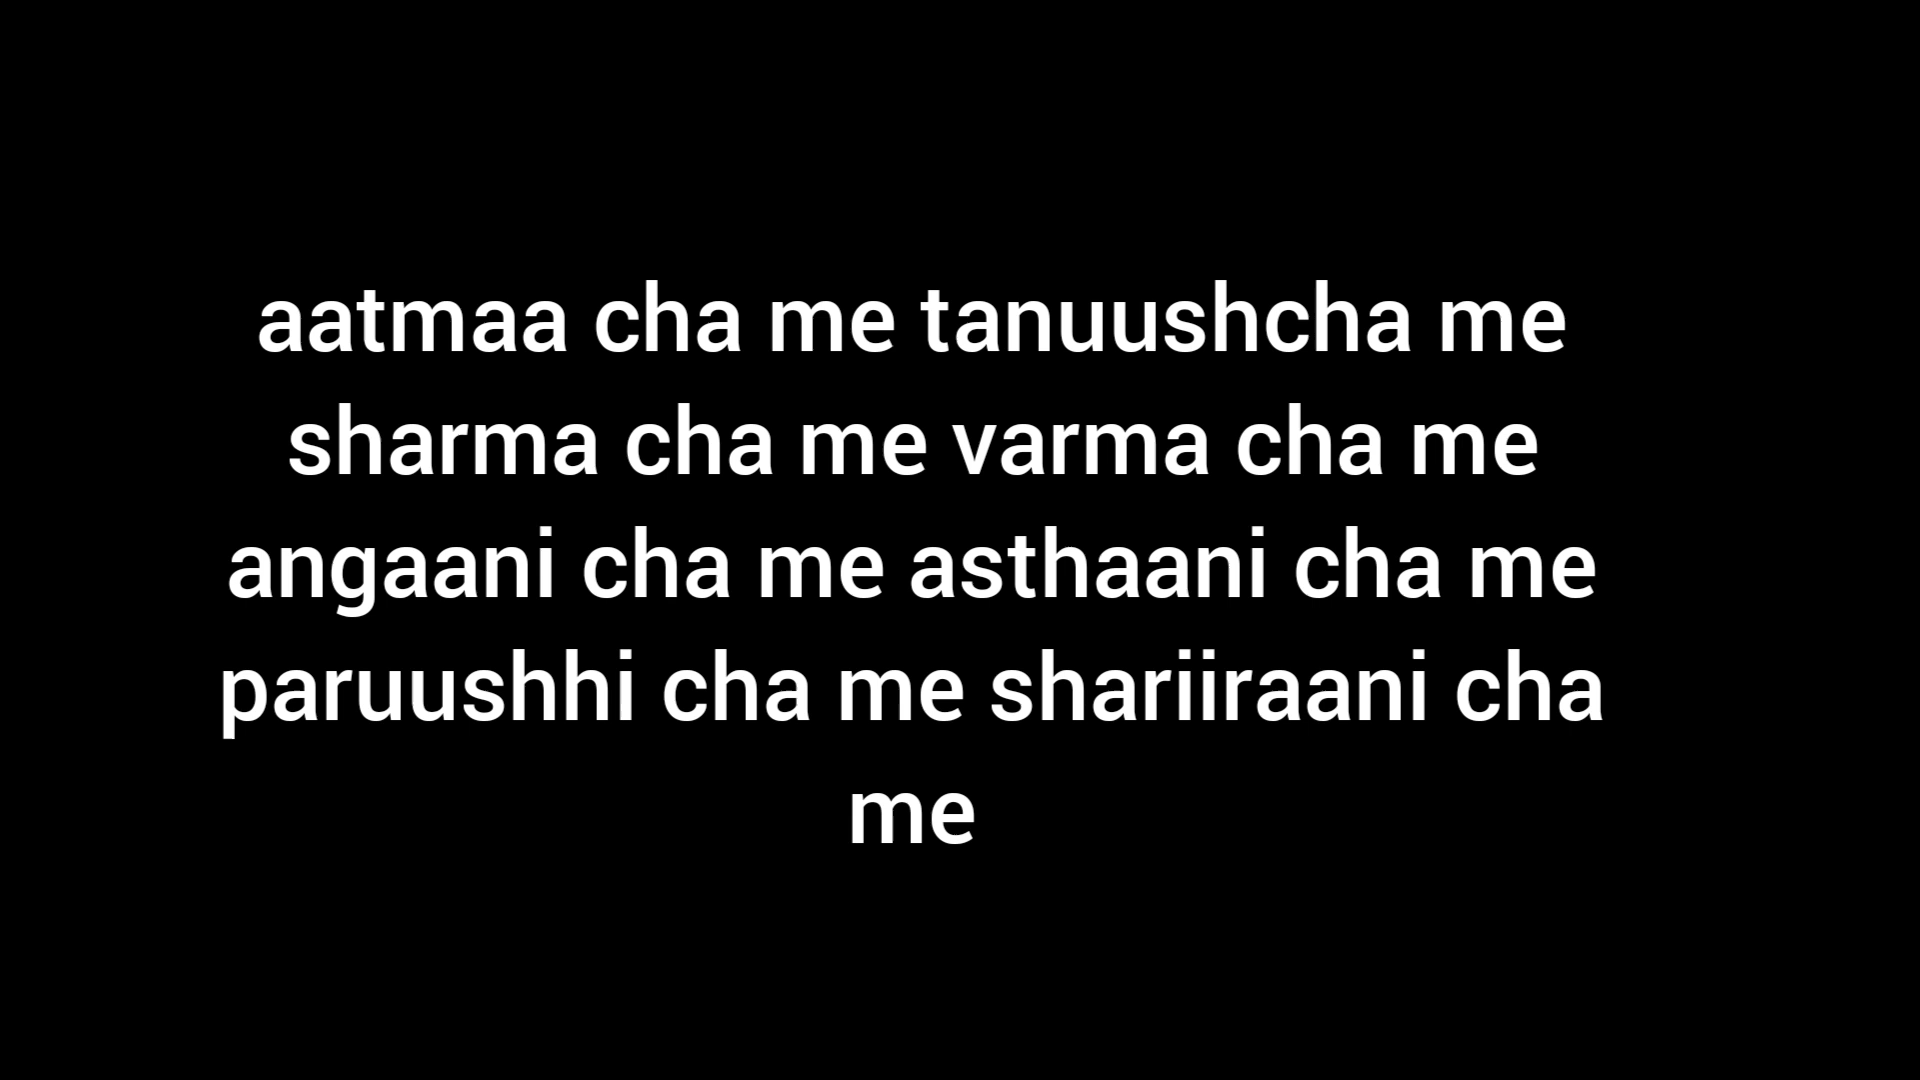 aatmaa cha me tanuushcha me
sharma cha me varma cha me
angaani cha me asthaani cha me
paruushhi cha me shariiraani cha
me